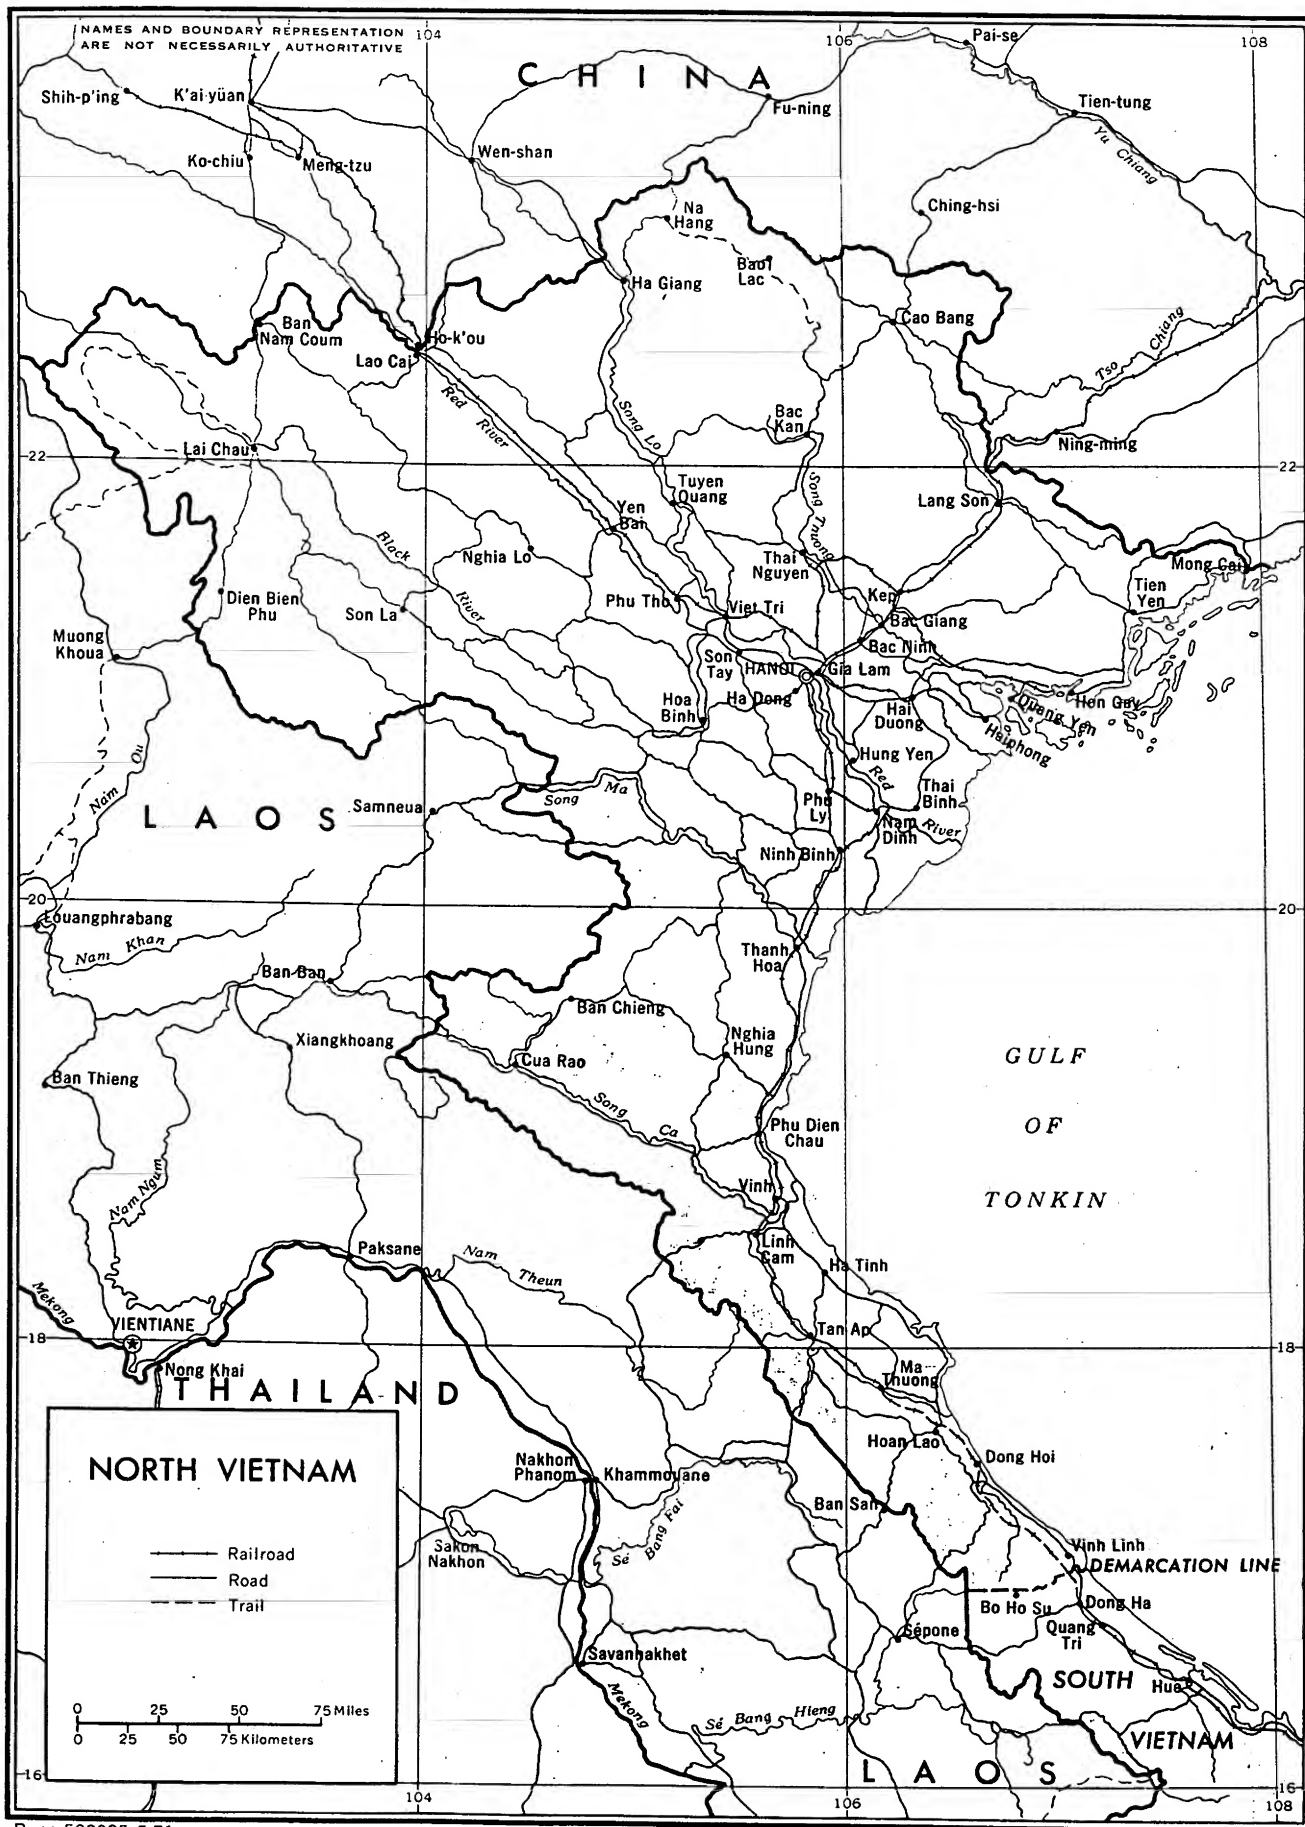 NAMES AND BOUNDARY REPRESENTATION
ARE NOT NECESSARILY AUTHORITATIVE
104
106
108
Pai-se
CHINA
Shih-p'ing
K'ai-yüan
Fu-ning
Tien-tung
Yu Chiang
Ko-chiu
Meng-tzu
Wen-shan
Ching-hsi
Na
Hang
Bao
Lac
Ha Giang
Cao Bang
Ban
Nam Coum
Ho-k'ou
Lao Cai
Red River
Tso Chiang
Song Lo
Bac
Kan
Ning-ming
Lai Chau
22
22
Tuyen
Quang
Song Thuong
Lang Son
Yen
Bai
Black River
Nghia Lo
Thai
Nguyen
Mong Cai
Tien
Yen
Kep
Dien Bien
Phu
Son La
Phu Tho
Viet Tri
Bac Giang
Bac Ninh
Muong
Khoua
Son
Tay
HANOI
Gia Lam
Hoa
Binh
Ha Dong
Hai
Duong
Quang Yen
Hon Gay
Haiphong
Hung Yen
Nam Ou
Red River
LAOS
Samneua
Song Ma
Phu
Ly
Thai
Binh
Nam
Dinh
Ninh Binh
20
20
Louangphrabang
Nam Khan
Thanh
Hoa
Ban Ban
Ban Chieng
Xiangkhoang
Nghia
Hung
GULF
OF
TONKIN
Cua Rao
Ban Thieng
Song Ca
Phu Dien
Chau
Nam Ngum
Vinh
Linh
Cam
Paksane
Nam Theun
Ha Tinh
Mekong
VIENTIANE
18
18
Tan Ap
Nong Khai
THAILAND
Ma
Thuong
Hoan Lao
Dong Hoi
NORTH VIETNAM
Railroad
Road
Trail
0 25 50 75 Miles
0 25 50 75 Kilometers
Nakhon
Phanom
Khammouane
Ban San
Sakon
Nakhon
Sé Bang Fai
Vinh Linh
DEMARCATION LINE
Bo Ho Su
Dong Ha
Quang
Tri
Sépone
Savannakhet
SOUTH
VIETNAM
Hue
Mekong
Sé Bang Hieng
LAOS
16
16
104
106
108